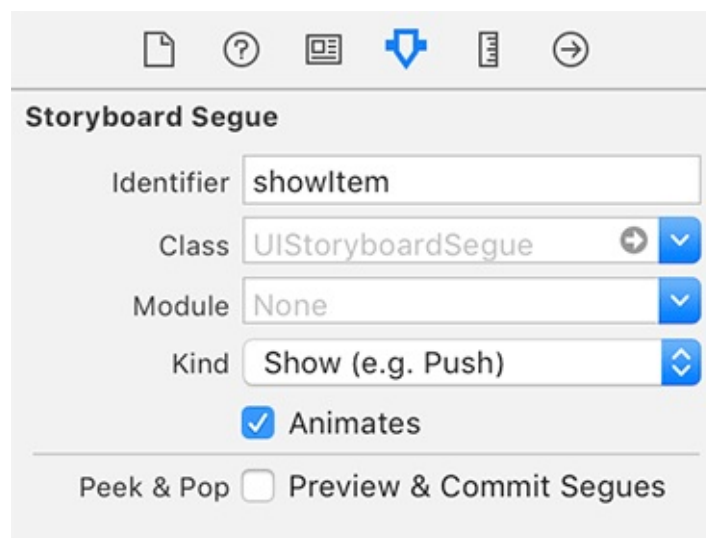 Storyboard Segue
Identifier showItem
Class UIStoryboardSegue
Module None
Kind Show (e.g. Push)
Animates
Peek & Pop Preview & Commit Segues